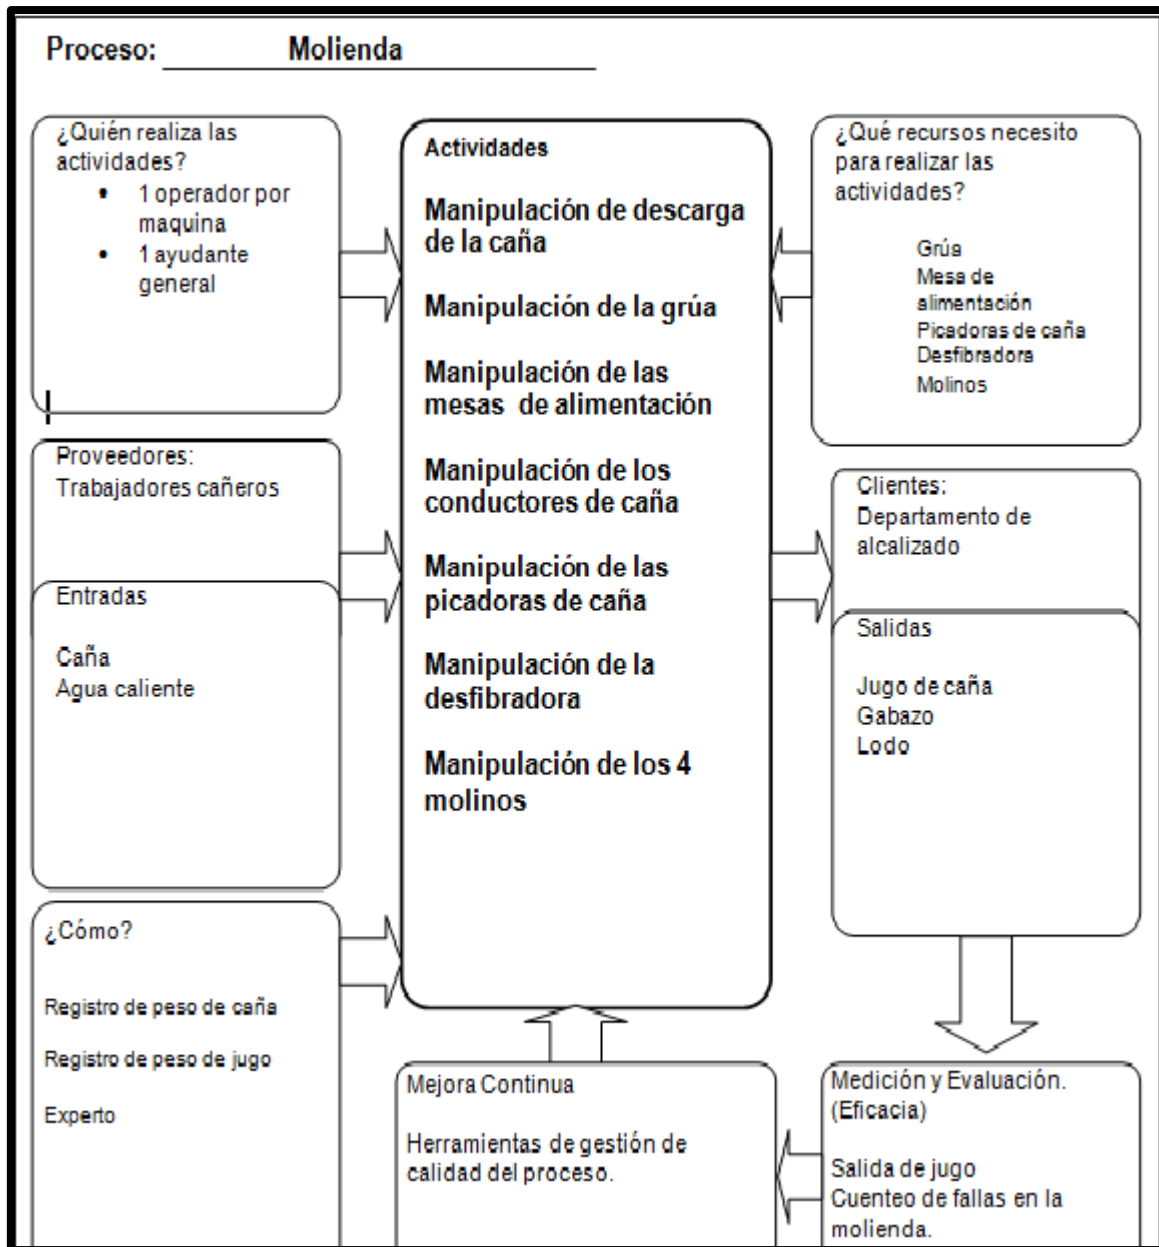 Proceso: Molienda
¿Quién realiza las
actividades?
• 1 operador por
maquina
• 1 ayudante
general
Proveedores:
Trabajadores cañeros
Entradas
Caña
Agua caliente
¿Cómo?
Registro de peso de caña
Registro de peso de jugo
Experto
Actividades
Manipulación de descarga
de la caña
Manipulación de la grúa
Manipulación de las
mesas de alimentación
Manipulación de los
conductores de caña
Manipulación de las
picadoras de caña
Manipulación de la
desfibradora
Manipulación de los 4
molinos
¿Qué recursos necesito
para realizar las
actividades?
Grúa
Mesa de
alimentación
Picadoras de caña
Desfibradora
Molinos
Clientes:
Departamento de
alcalizado
Salidas
Jugo de caña
Gabazo
Lodo
Medición y Evaluación.
(Eficacia)
Salida de jugo
Cuenteo de fallas en la
molienda.
Mejora Continua
Herramientas de gestión de
calidad del proceso.